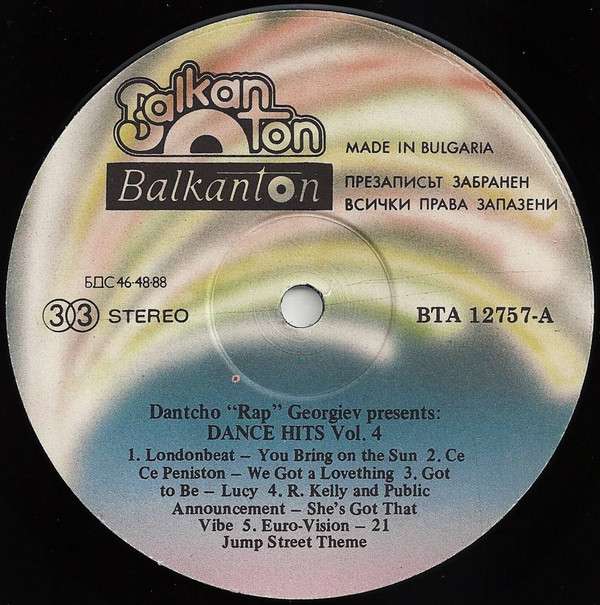 Balkan
ton
Balkanton
MADE IN BULGARIA
ПРЕЗАПИСЪТ ЗАБРАНЕН
ВСИЧКИ ПРАВА ЗАПАЗЕНИ
БДС 46-48-88
33 STEREO
BTA 12757-A
Dantcho “Rap” Georgiev presents:
DANCE HITS Vol. 4
1. Londonbeat – You Bring on the Sun 2. Ce
Ce Peniston – We Got a Lovething 3. Got
to Be – Lucy 4. R. Kelly and Public
Announcement – She's Got That
Vibe 5. Euro-Vision – 21
Jump Street Theme